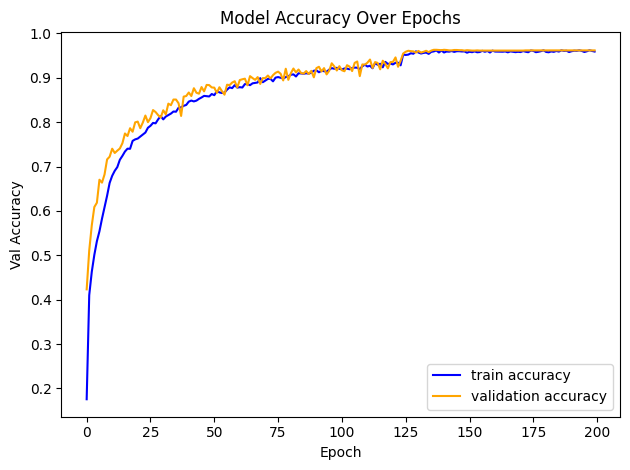 Model Accuracy Over Epochs
1.0
0.9
0.8
0.7
0.6
0.5
0.4
0.3
0.2
Val Accuracy
train accuracy
validation accuracy
0 25 50 75 100 125 150 175 200
Epoch